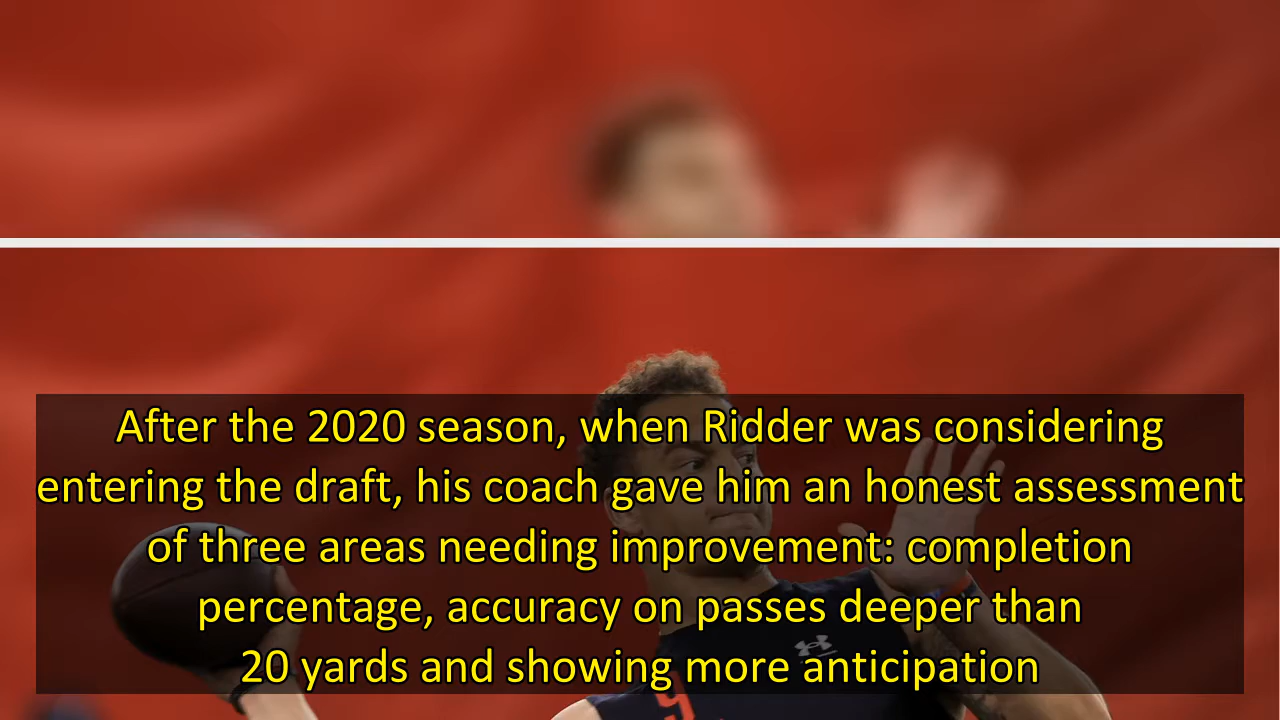 After the 2020 season, when Ridder was considering
entering the draft, his coach gave him an honest assessment
of three areas needing improvement: completion
percentage, accuracy on passes deeper than
20 yards and showing more anticipation